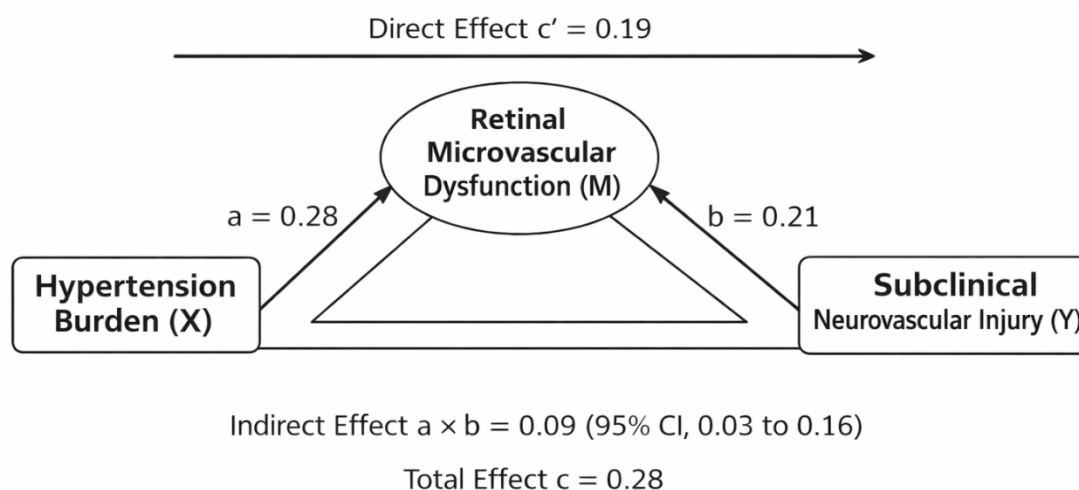 Direct Effect c′ = 0.19
Retinal
Microvascular
Dysfunction (M)
a = 0.28
b = 0.21
Hypertension
Burden (X)
Subclinical
Neurovascular Injury (Y)
Indirect Effect a × b = 0.09 (95% CI, 0.03 to 0.16)
Total Effect c = 0.28